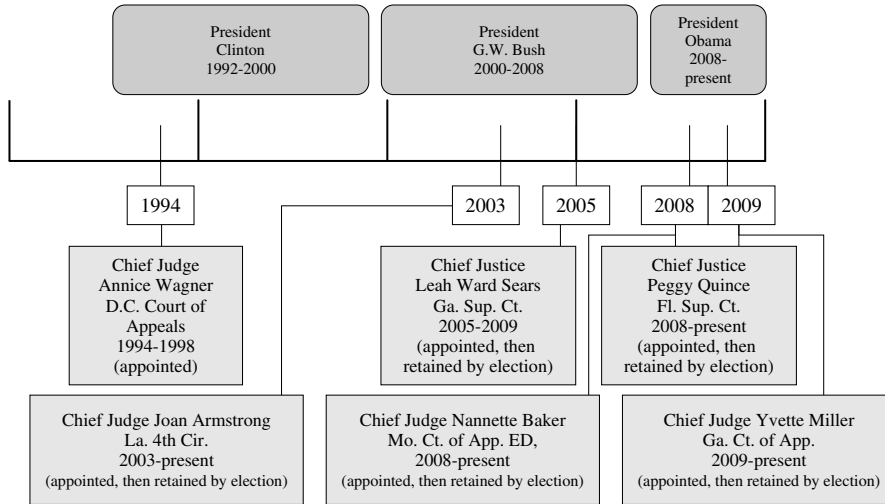 President
Clinton
1992-2000
President
G.W. Bush
2000-2008
President
Obama
2008-
present
1994
2003
2005
2008
2009
Chief Judge
Annice Wagner
D.C. Court of
Appeals
1994-1998
(appointed)
Chief Justice
Leah Ward Sears
Ga. Sup. Ct.
2005-2009
(appointed, then
retained by election)
Chief Justice
Peggy Quince
Fl. Sup. Ct.
2008-present
(appointed, then
retained by election)
Chief Judge Joan Armstrong
La. 4th Cir.
2003-present
(appointed, then retained by election)
Chief Judge Nannette Baker
Mo. Ct. of App. ED,
2008-present
(appointed, then retained by election)
Chief Judge Yvette Miller
Ga. Ct. of App.
2009-present
(appointed, then retained by election)